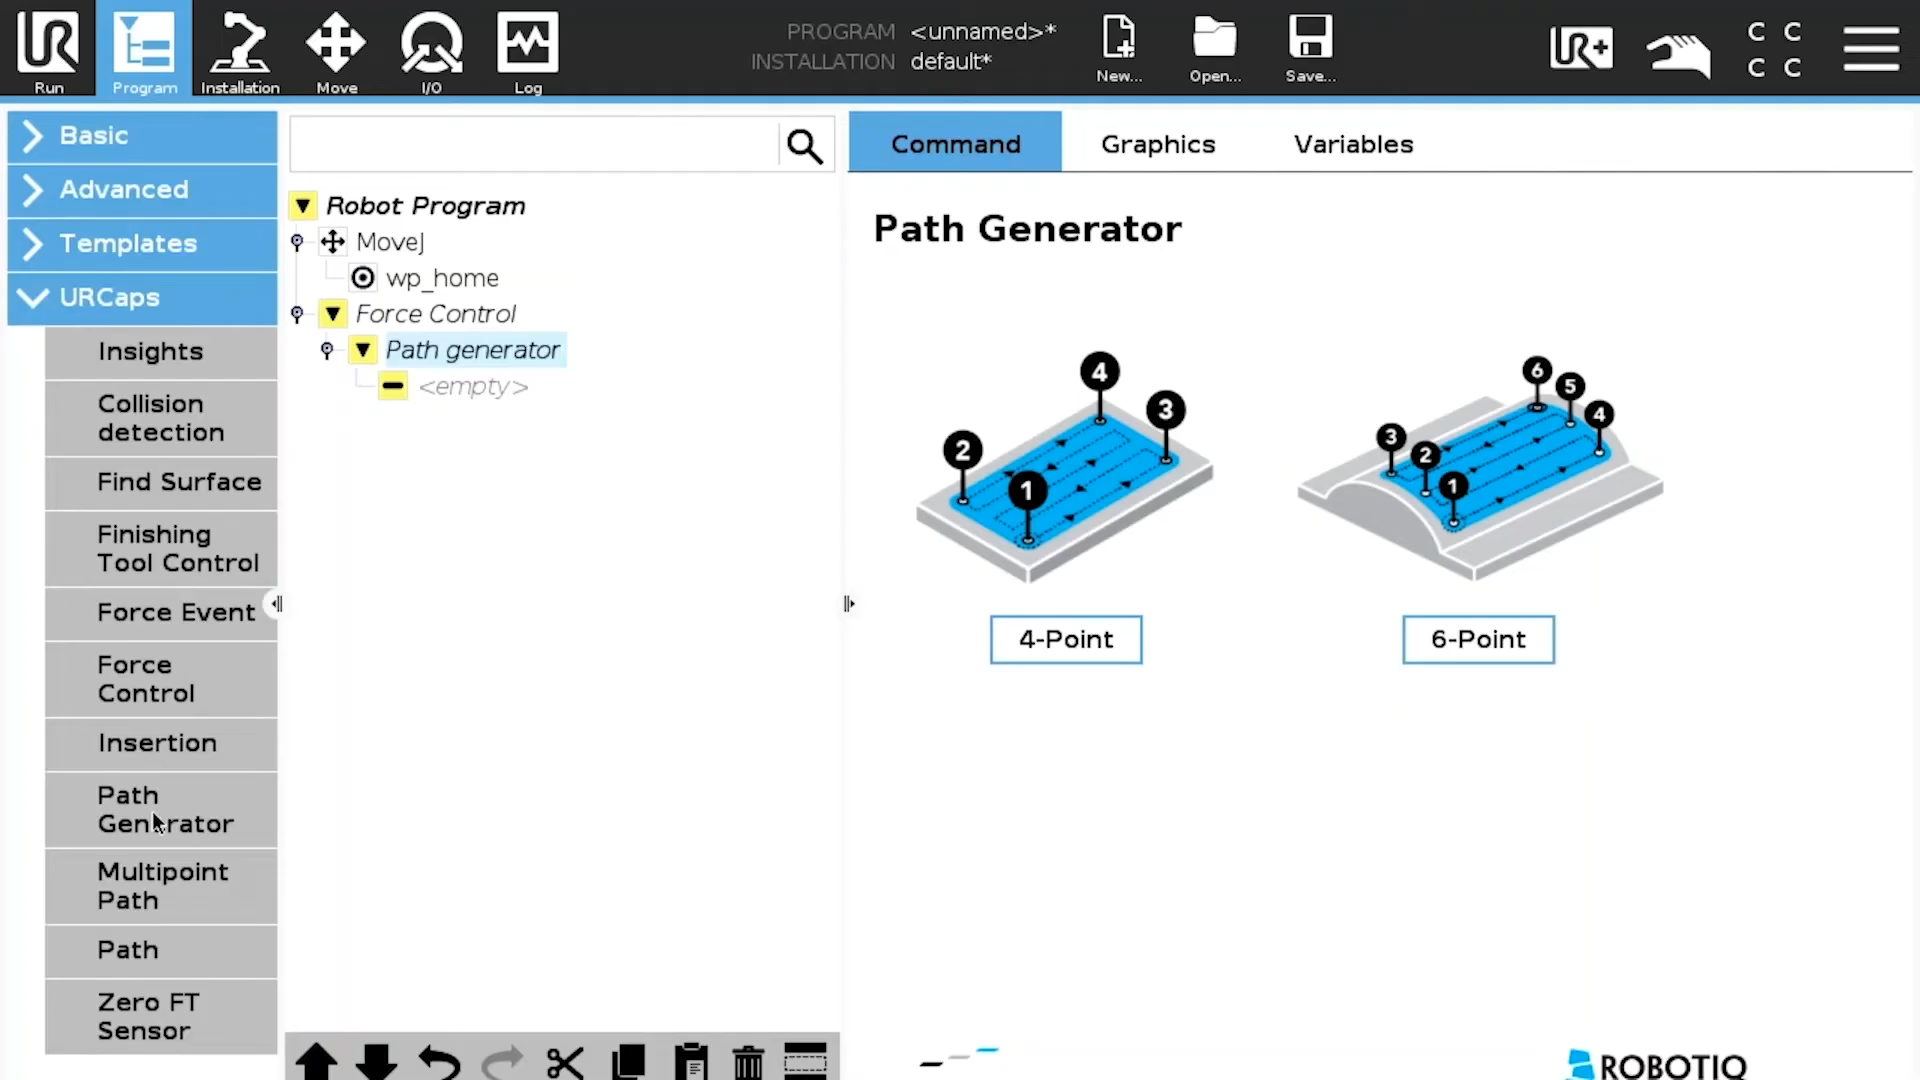 PROGRAM <unnamed>*
INSTALLATION default*
UR
UR+
C C
C C
Run
Program
Installation
Move
I/O
Log
New...
Open...
Save...
Basic
Advanced
Templates
URCaps
Insights
Collision
detection
Find Surface
Finishing
Tool Control
Force Event
Force
Control
Insertion
Path
Generator
Multipoint
Path
Path
Zero FT
Sensor
Robot Program
MoveJ
wp_home
Force Control
Path generator
<empty>
Command
Graphics
Variables
Path Generator
4
3
2
1
6
5
4
3
2
1
4-Point
6-Point
ROBOTIQ